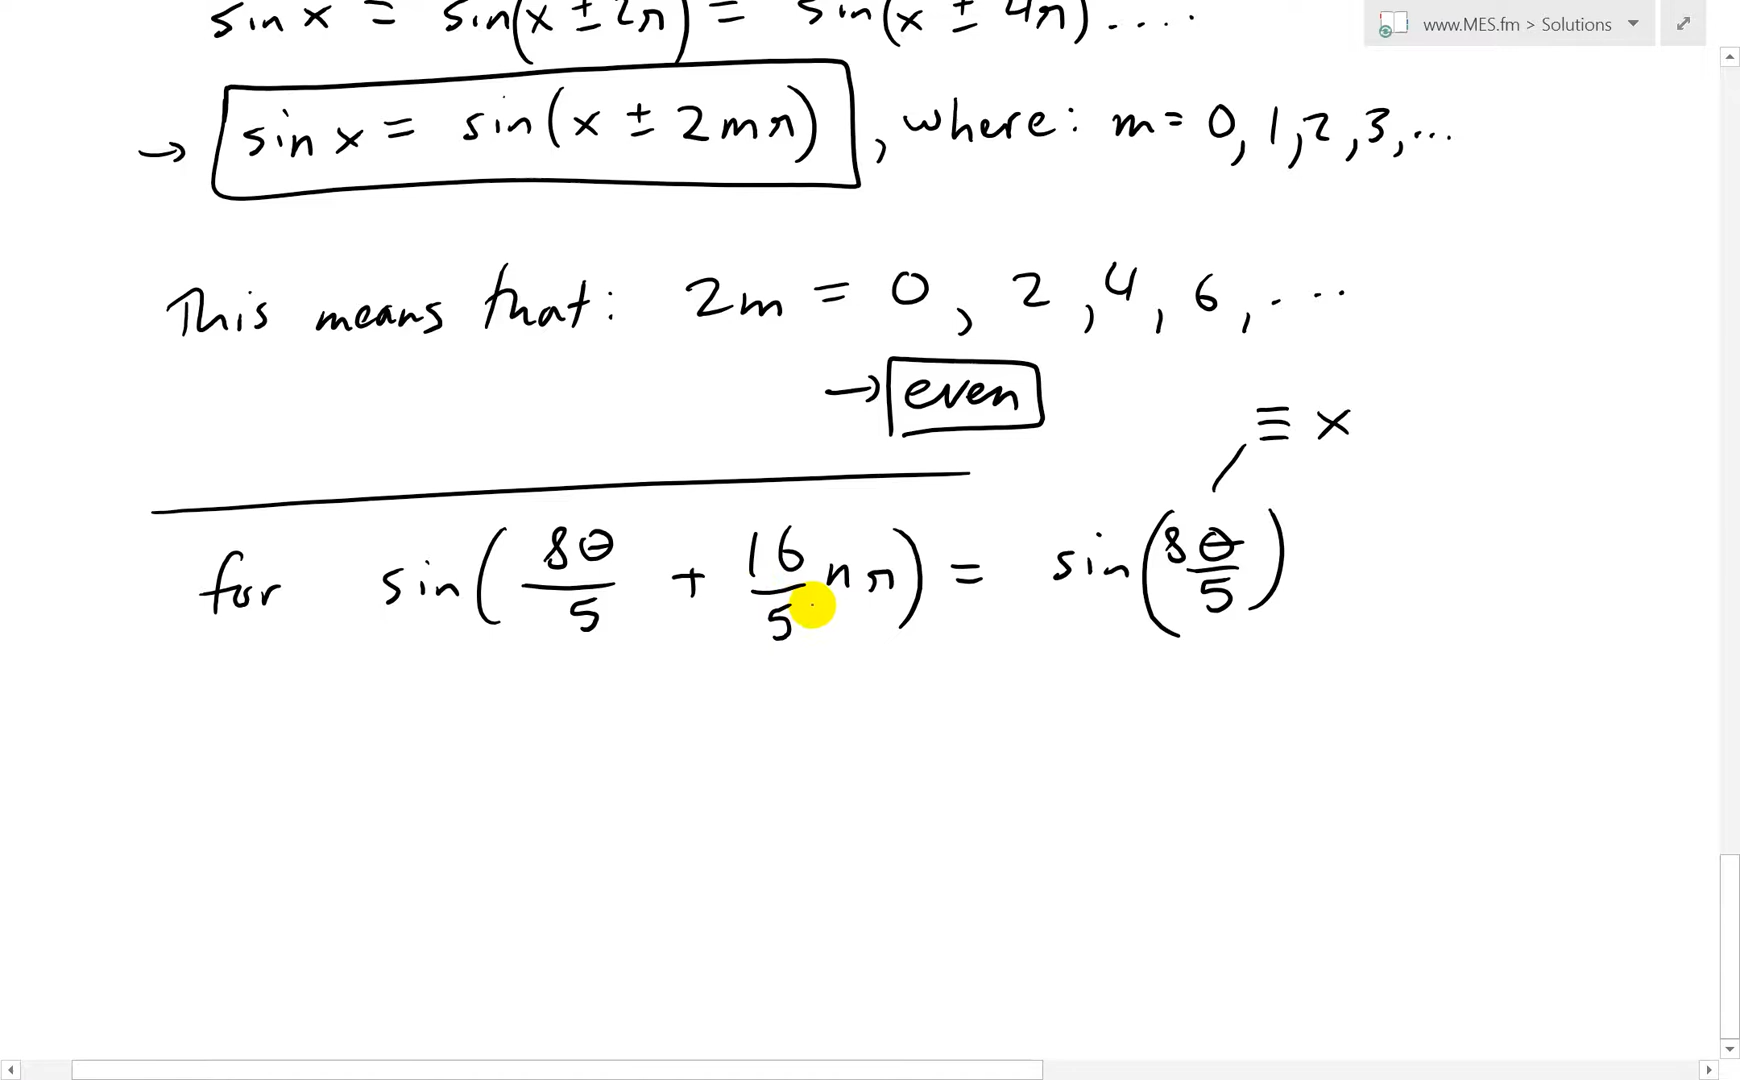 sin x = sin(x ± 2π) = sin(x ± 4π)....
www.MES.fm > Solutions
→ sin x = sin(x ± 2mπ), where: m = 0, 1, 2, 3, ...
This means that: 2m = 0, 2, 4, 6, ...
→ even
≡ x
for sin(8θ/5 + 16/5 nπ) = sin(8θ/5)